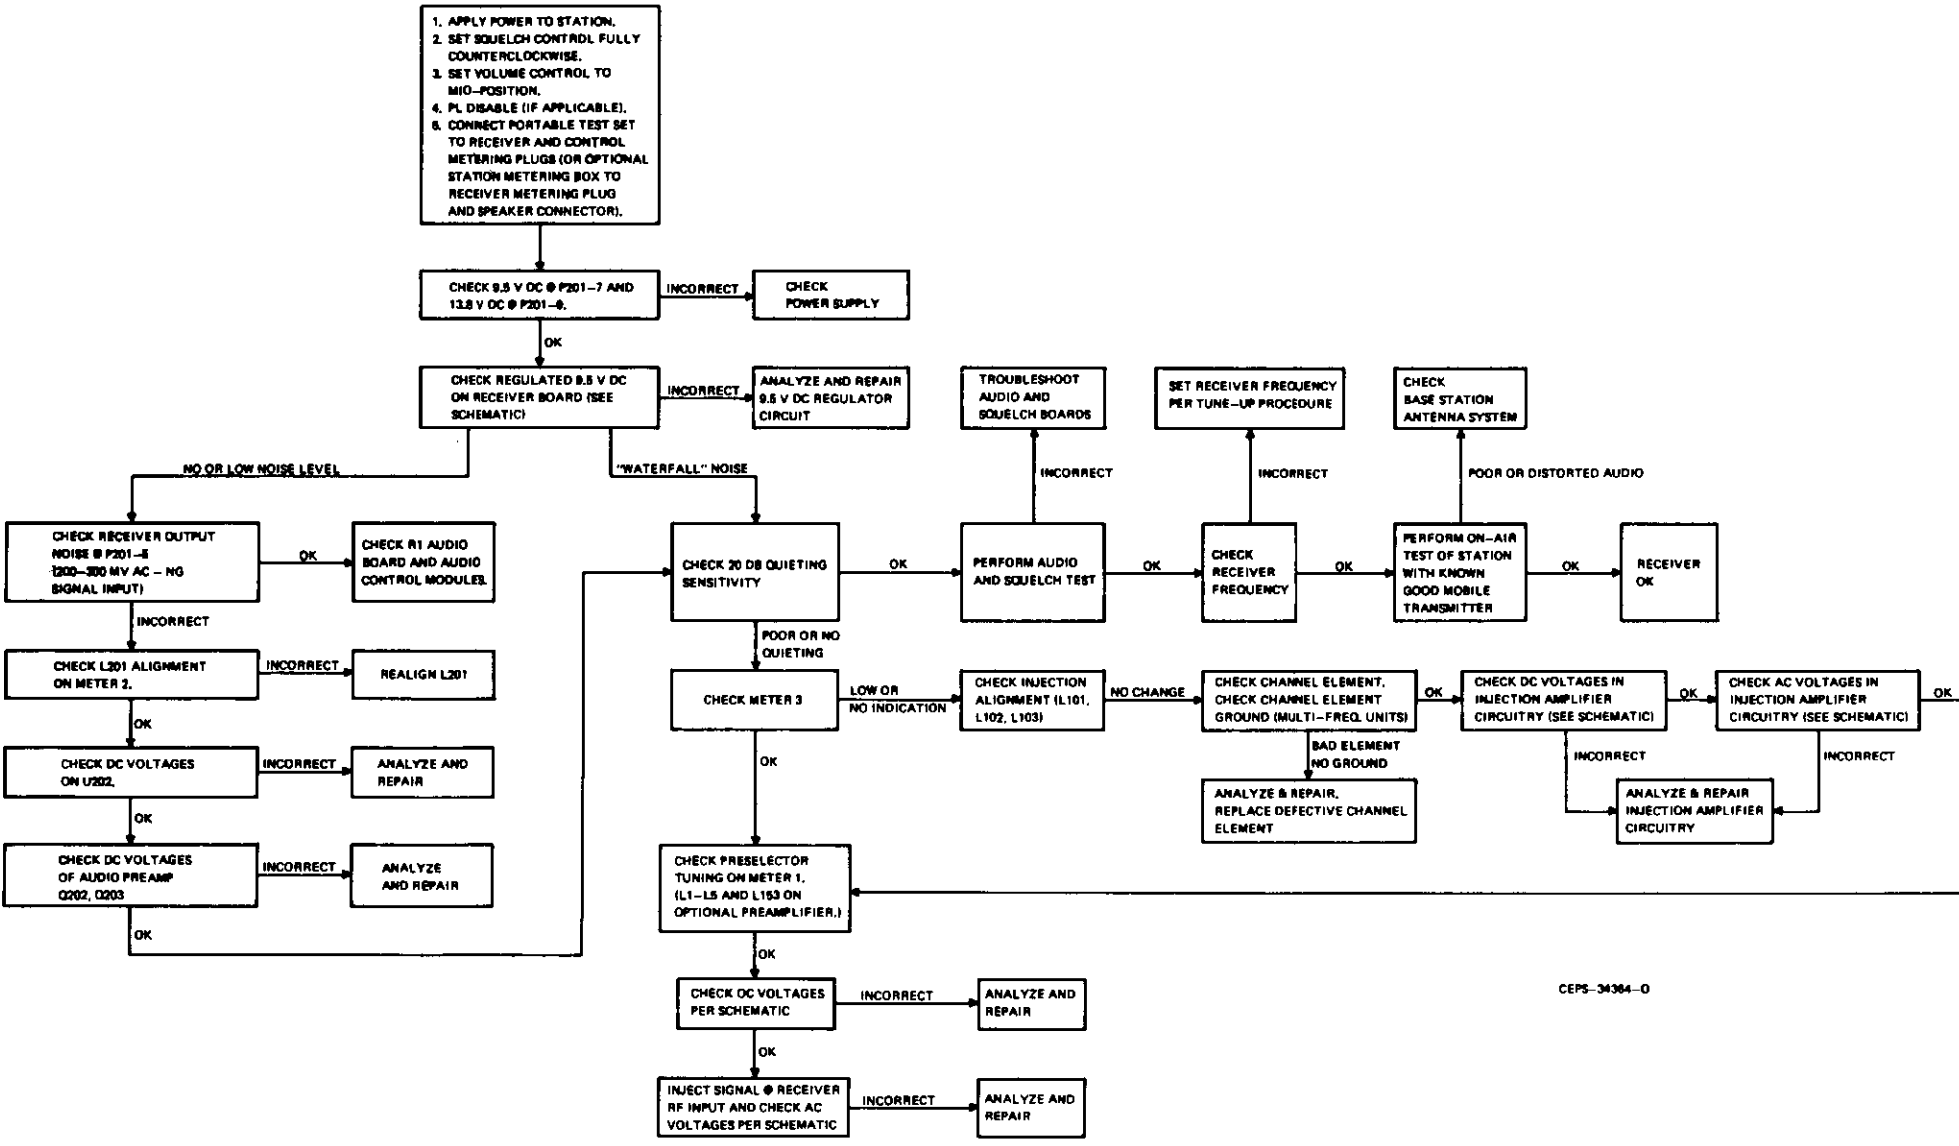 1. APPLY POWER TO STATION.
2. SET SQUELCH CONTROL FULLY
COUNTERCLOCKWISE.
3. SET VOLUME CONTROL TO
MID-POSITION.
4. PL DISABLE (IF APPLICABLE).
5. CONNECT PORTABLE TEST SET
TO RECEIVER AND CONTROL
METERING PLUGS (OR OPTIONAL
STATION METERING BOX TO
RECEIVER METERING PLUG
AND SPEAKER CONNECTOR).
CHECK 9.5 V DC @ P201-7 AND
13.8 V DC @ P201-9.
INCORRECT
CHECK
POWER SUPPLY
OK
CHECK REGULATED 9.5 V DC
ON RECEIVER BOARD (SEE
SCHEMATIC)
INCORRECT
ANALYZE AND REPAIR
9.5 V DC REGULATOR
CIRCUIT
NO OR LOW NOISE LEVEL
"WATERFALL" NOISE
CHECK RECEIVER OUTPUT
NOISE @ P201-5
(200-300 MV AC - NO
SIGNAL INPUT)
OK
CHECK R1 AUDIO
BOARD AND AUDIO
CONTROL MODULES.
INCORRECT
CHECK L201 ALIGNMENT
ON METER 2.
INCORRECT
REALIGN L201
OK
CHECK DC VOLTAGES
ON U202.
INCORRECT
ANALYZE AND
REPAIR
OK
CHECK DC VOLTAGES
OF AUDIO PREAMP
Q202, Q203
INCORRECT
ANALYZE
AND REPAIR
OK
CHECK 20 DB QUIETING
SENSITIVITY
OK
PERFORM AUDIO
AND SQUELCH TEST
INCORRECT
TROUBLESHOOT
AUDIO AND
SQUELCH BOARDS
OK
CHECK
RECEIVER
FREQUENCY
INCORRECT
SET RECEIVER FREQUENCY
PER TUNE-UP PROCEDURE
OK
PERFORM ON-AIR
TEST OF STATION
WITH KNOWN
GOOD MOBILE
TRANSMITTER
POOR OR DISTORTED AUDIO
CHECK
BASE STATION
ANTENNA SYSTEM
OK
RECEIVER
OK
POOR OR NO
QUIETING
CHECK METER 3
LOW OR
NO INDICATION
CHECK INJECTION
ALIGNMENT (L101,
L102, L103)
NO CHANGE
CHECK CHANNEL ELEMENT.
CHECK CHANNEL ELEMENT
GROUND (MULTI-FREQ. UNITS)
BAD ELEMENT
NO GROUND
ANALYZE & REPAIR.
REPLACE DEFECTIVE CHANNEL
ELEMENT
OK
CHECK DC VOLTAGES IN
INJECTION AMPLIFIER
CIRCUITRY (SEE SCHEMATIC)
OK
CHECK AC VOLTAGES IN
INJECTION AMPLIFIER
CIRCUITRY (SEE SCHEMATIC)
OK
INCORRECT
INCORRECT
ANALYZE & REPAIR
INJECTION AMPLIFIER
CIRCUITRY
OK
CHECK PRESELECTOR
TUNING ON METER 1.
(L1-L5 AND L153 ON
OPTIONAL PREAMPLIFIER.)
OK
CHECK DC VOLTAGES
PER SCHEMATIC
INCORRECT
ANALYZE AND
REPAIR
OK
INJECT SIGNAL @ RECEIVER
RF INPUT AND CHECK AC
VOLTAGES PER SCHEMATIC
INCORRECT
ANALYZE AND
REPAIR
CEPS-34364-O